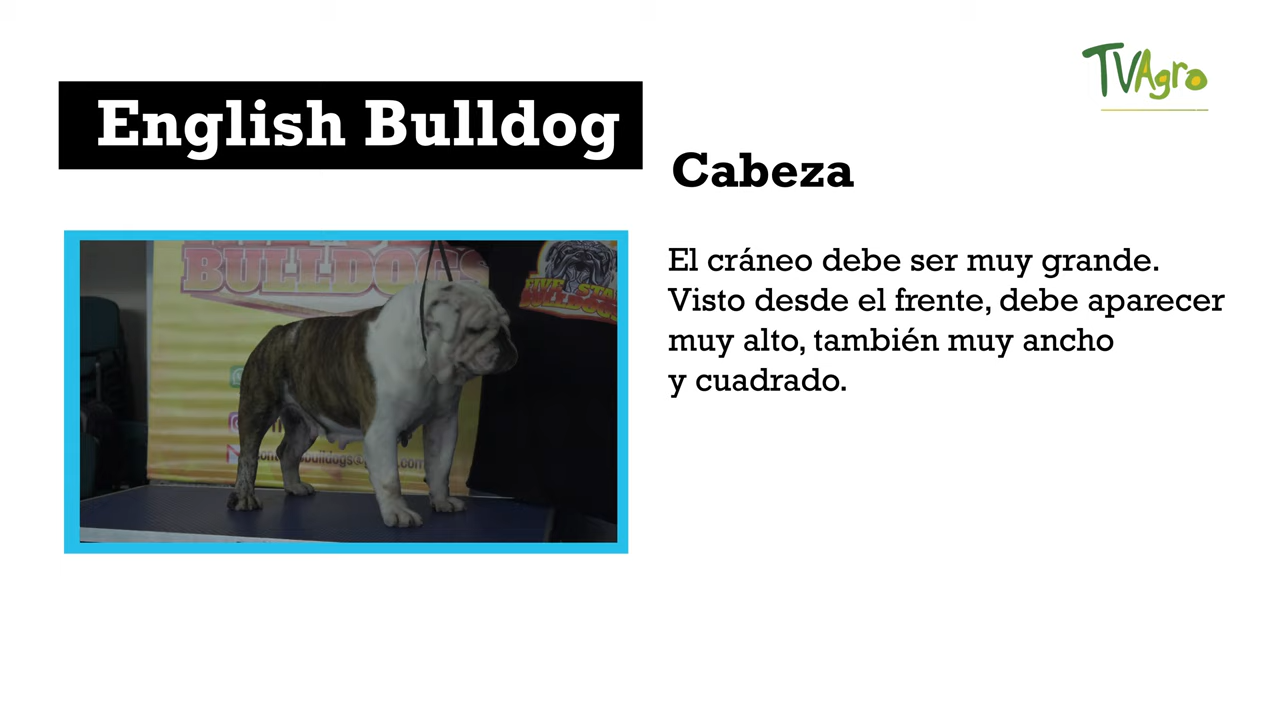 TVAgro
English Bulldog
Cabeza
El cráneo debe ser muy grande.
Visto desde el frente, debe aparecer
muy alto, también muy ancho
y cuadrado.
BULLDOGS